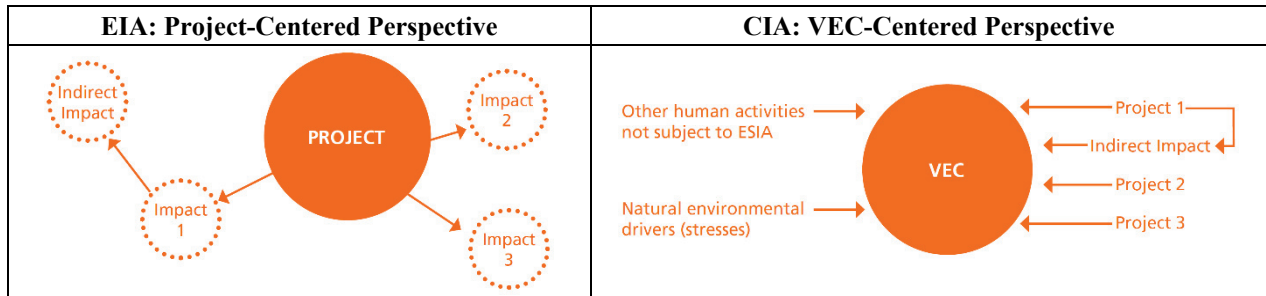 EIA: Project-Centered Perspective
CIA: VEC-Centered Perspective
Indirect
Impact
PROJECT
Impact
2
Impact
1
Impact
3
Other human activities
not subject to ESIA
Natural environmental
drivers (stresses)
VEC
Project 1
Indirect Impact
Project 2
Project 3